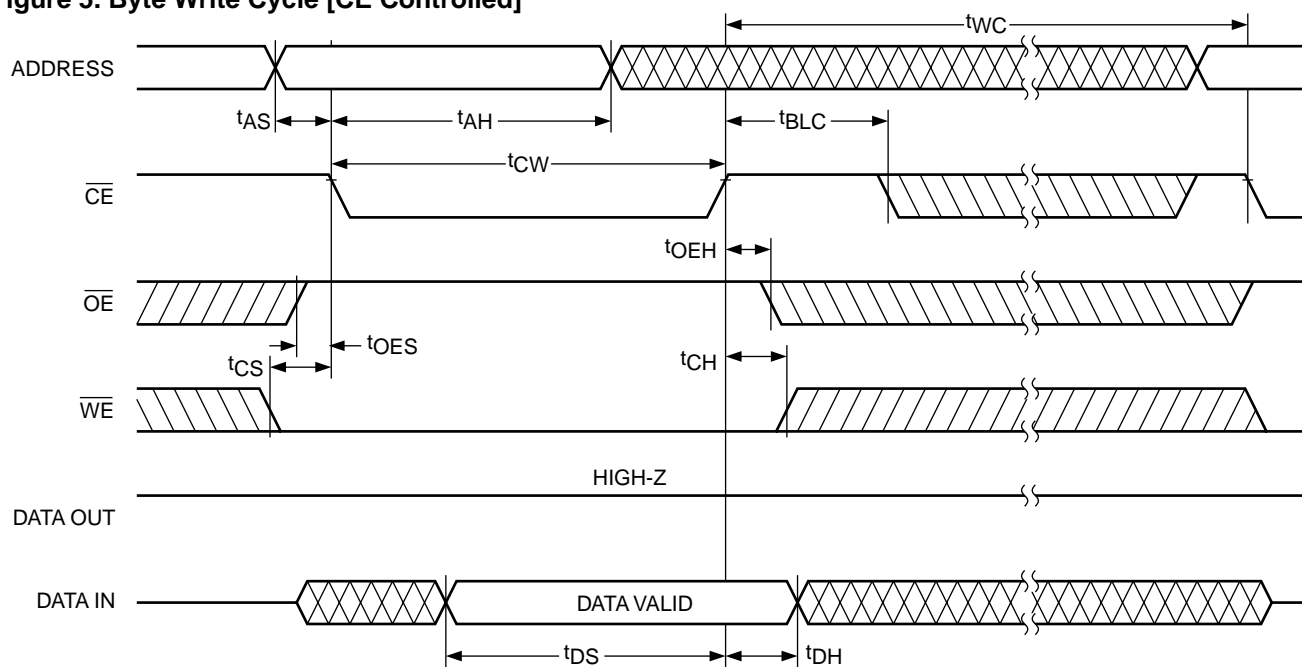 igure 5. Byte Write Cycle [CE Controlled]
tWC
ADDRESS
tAS
tAH
tBLC
tCW
CE
tOEH
OE
tOES
tCS
tCH
WE
HIGH-Z
DATA OUT
DATA IN
DATA VALID
tDS
tDH